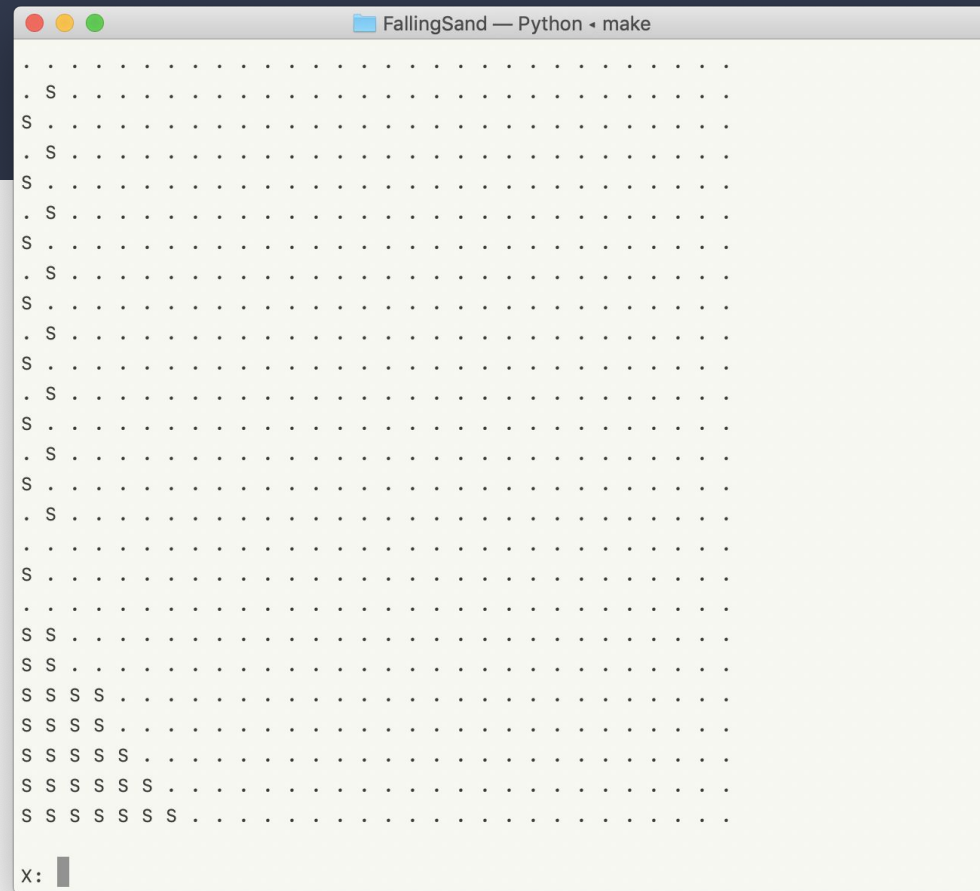 FallingSand — Python ◂ make
. . . . . . . . . . . . . . . . . . . . . . . . . . . . . .
. S . . . . . . . . . . . . . . . . . . . . . . . . . . . .
S . . . . . . . . . . . . . . . . . . . . . . . . . . . . .
. S . . . . . . . . . . . . . . . . . . . . . . . . . . . .
S . . . . . . . . . . . . . . . . . . . . . . . . . . . . .
. S . . . . . . . . . . . . . . . . . . . . . . . . . . . .
S . . . . . . . . . . . . . . . . . . . . . . . . . . . . .
. S . . . . . . . . . . . . . . . . . . . . . . . . . . . .
S . . . . . . . . . . . . . . . . . . . . . . . . . . . . .
. S . . . . . . . . . . . . . . . . . . . . . . . . . . . .
S . . . . . . . . . . . . . . . . . . . . . . . . . . . . .
. S . . . . . . . . . . . . . . . . . . . . . . . . . . . .
S . . . . . . . . . . . . . . . . . . . . . . . . . . . . .
. S . . . . . . . . . . . . . . . . . . . . . . . . . . . .
S . . . . . . . . . . . . . . . . . . . . . . . . . . . . .
. S . . . . . . . . . . . . . . . . . . . . . . . . . . . .
. . . . . . . . . . . . . . . . . . . . . . . . . . . . . .
S . . . . . . . . . . . . . . . . . . . . . . . . . . . . .
. . . . . . . . . . . . . . . . . . . . . . . . . . . . . .
S S . . . . . . . . . . . . . . . . . . . . . . . . . . . .
S S . . . . . . . . . . . . . . . . . . . . . . . . . . . .
S S S S . . . . . . . . . . . . . . . . . . . . . . . . . .
S S S S . . . . . . . . . . . . . . . . . . . . . . . . . .
S S S S S . . . . . . . . . . . . . . . . . . . . . . . . .
S S S S S S . . . . . . . . . . . . . . . . . . . . . . . .
S S S S S S S . . . . . . . . . . . . . . . . . . . . . . .
X: